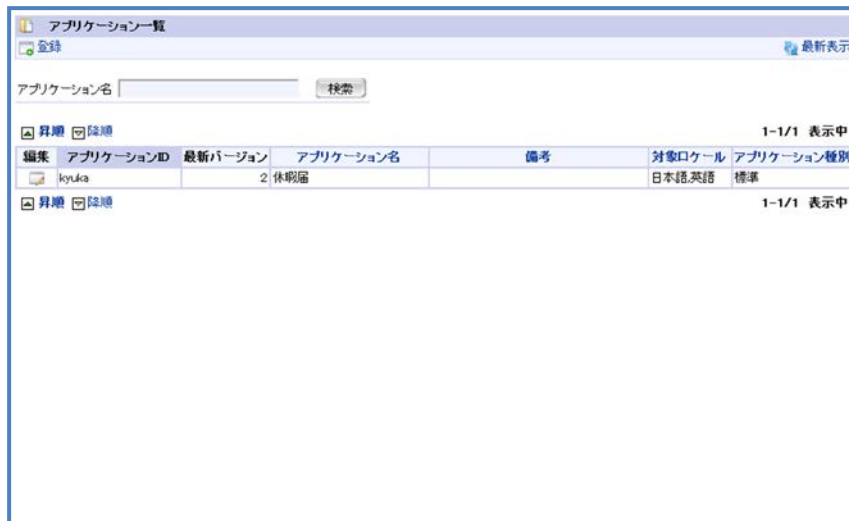 アプリケーション一覧
登録 最新表示
アプリケーション名 検索
昇順 降順 1-1/1 表示中
編集 アプリケーションID 最新バージョン アプリケーション名 備考 対象ロケール アプリケーション種別
kyuka 2 休暇届 日本語,英語 標準
昇順 降順 1-1/1 表示中